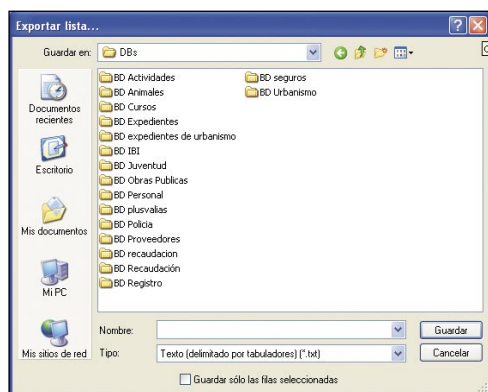 Exportar lista...
Guardar en:
DBs
Documentos
recientes
Escritorio
Mis documentos
Mi PC
Mis sitios de red
BD Actividades
BD Animales
BD Cursos
BD Expedientes
BD expedientes de urbanismo
BD IBI
BD Juventud
BD Obras Publicas
BD Personal
BD plusvalias
BD Policia
BD Proveedores
BD recaudacion
BD Recaudación
BD Registro
BD seguros
BD Urbanismo
Nombre:
Guardar
Tipo:
Texto (delimitado por tabuladores) (*.txt)
Cancelar
Guardar sólo las filas seleccionadas